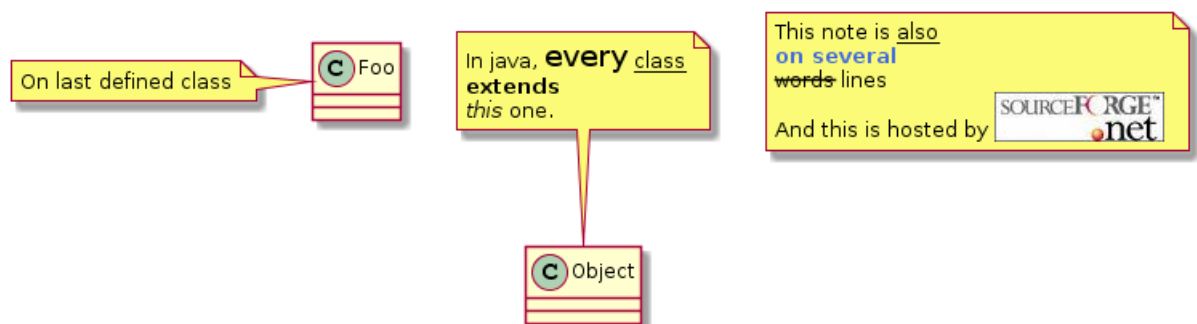 On last defined class
C Foo
In java, every class
extends
this one.
C Object
This note is also
on several
words lines
And this is hosted by SOURCEFORGE™.net